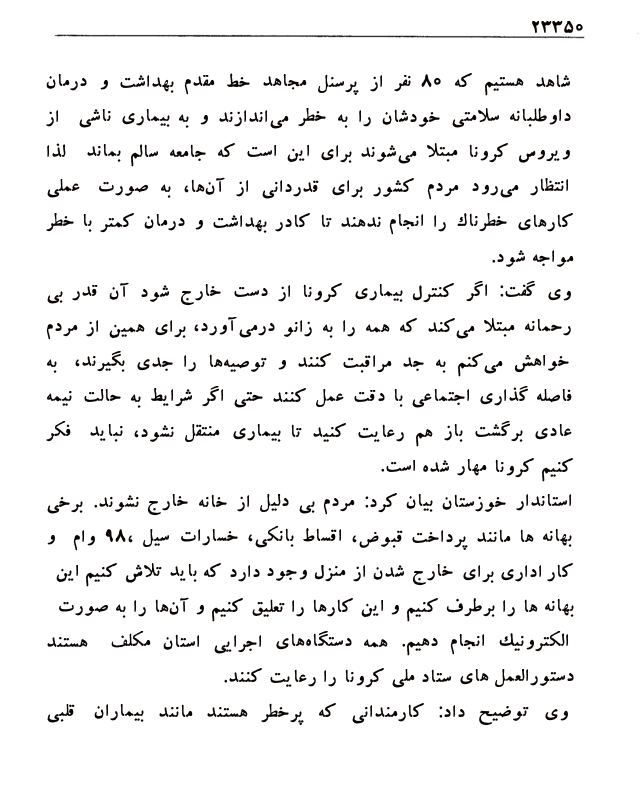 ۲۳۳۵۰
شاهد هستیم که ۸۰ نفر از پرسنل مجاهد خط مقدم بهداشت و درمان
داوطلبانه سلامتی خودشان را به خطر می‌اندازند و به بیماری ناشی از
ویروس کرونا مبتلا می‌شوند برای این است که جامعه سالم بماند لذا
انتظار می‌رود مردم کشور برای قدردانی از آن‌ها، به صورت عملی
کارهای خطرناك را انجام ندهند تا کادر بهداشت و درمان کمتر با خطر
مواجه شود.
وی گفت: اگر کنترل بیماری کرونا از دست خارج شود آن قدر بی
رحمانه مبتلا می‌کند که همه را به زانو درمی‌آورد، برای همین از مردم
خواهش می‌کنم به جد مراقبت کنند و توصیه‌ها را جدی بگیرند، به
فاصله گذاری اجتماعی با دقت عمل کنند حتی اگر شرایط به حالت نیمه
عادی برگشت باز هم رعایت کنید تا بیماری منتقل نشود، نباید فکر
کنیم کرونا مهار شده است.
استاندار خوزستان بیان کرد: مردم بی دلیل از خانه خارج نشوند. برخی
بهانه ها مانند پرداخت قبوض، اقساط بانکی، خسارات سیل ۹۸، وام و
کار اداری برای خارج شدن از منزل وجود دارد که باید تلاش کنیم این
بهانه ها را برطرف کنیم و این کارها را تعلیق کنیم و آن‌ها را به صورت
الکترونیك انجام دهیم. همه دستگاه‌های اجرایی استان مکلف هستند
دستورالعمل های ستاد ملی کرونا را رعایت کنند.
وی توضیح داد: کارمندانی که پرخطر هستند مانند بیماران قلبی